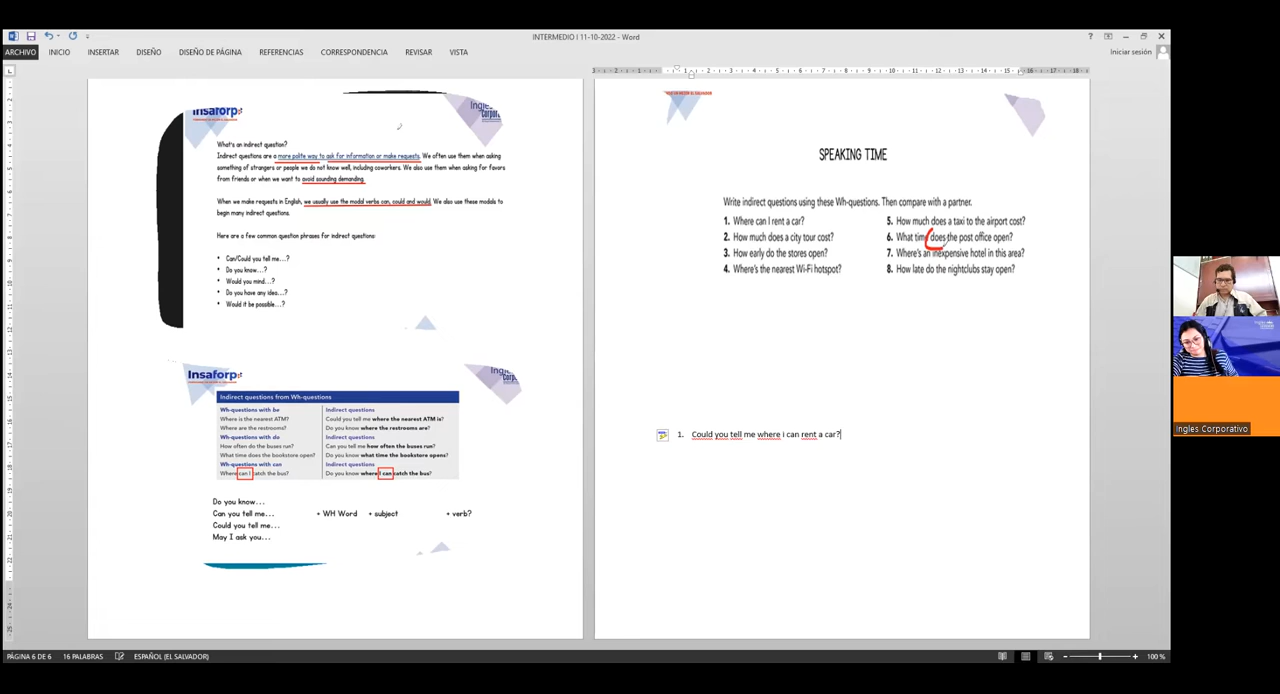 INTERMEDIO I 11-10-2022 - Word
ARCHIVO INICIO INSERTAR DISEÑO DISEÑO DE PÁGINA REFERENCIAS CORRESPONDENCIA REVISAR VISTA
Iniciar sesión
Insaforp
Ingles
Corporativo
What's an indirect question?
Indirect questions are a more polite way to ask for information or make requests. We often use them when asking
something of strangers or people we do not know well, including coworkers. We also use them when asking for favors
from friends or when we want to avoid sounding demanding.
When we make requests in English, we usually use the modal verbs can, could and would. We also use these modals to
begin many indirect questions.
Here are a few common question phrases for indirect questions:
• Can/Could you tell me...?
• Do you know...?
• Would you mind...?
• Do you have any idea...?
• Would it be possible...?
Insaforp
Indirect questions from Wh-questions
Wh-questions with be Indirect questions
Where is the nearest ATM? Could you tell me where the nearest ATM is?
Where are the restrooms? Do you know where the restrooms are?
Wh-questions with do Indirect questions
How often do the buses run? Can you tell me how often the buses run?
What time does the bookstore open? Do you know what time the bookstore opens?
Wh-questions with can Indirect questions
Where can I catch the bus? Do you know where I can catch the bus?
Do you know...
Can you tell me... + WH Word + subject + verb?
Could you tell me...
May I ask you...
SPEAKING TIME
Write indirect questions using these Wh-questions. Then compare with a partner.
1. Where can I rent a car?
2. How much does a city tour cost?
3. How early do the stores open?
4. Where's the nearest Wi-Fi hotspot?
5. How much does a taxi to the airport cost?
6. What time does the post office open?
7. Where's an inexpensive hotel in this area?
8. How late do the nightclubs stay open?
1. Could you tell me where i can rent a car?
Ingles Corporativo
PÁGINA 6 DE 6 16 PALABRAS ESPAÑOL (EL SALVADOR) 100 %